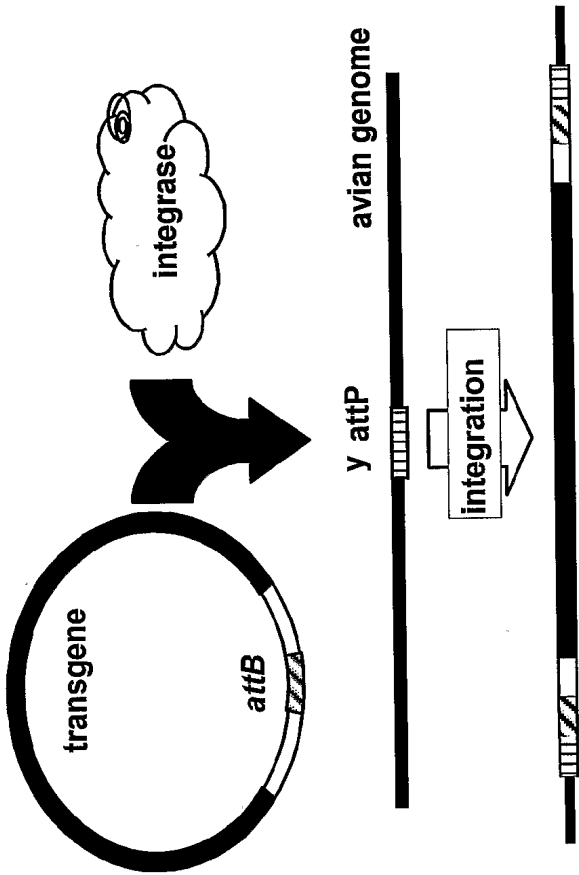 transgene
attB
integrase
y attP
avian genome
integration